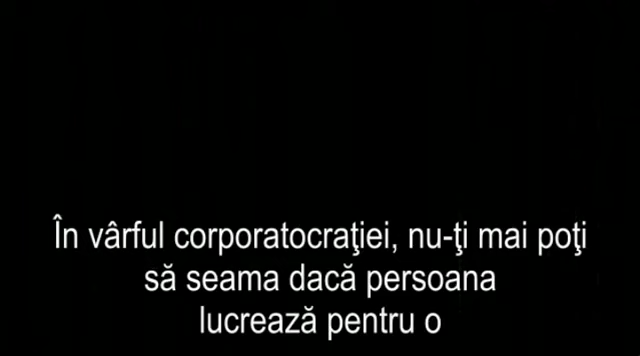 În vârful corporatocraţiei, nu-ţi mai poţi
să seama dacă persoana
lucrează pentru o